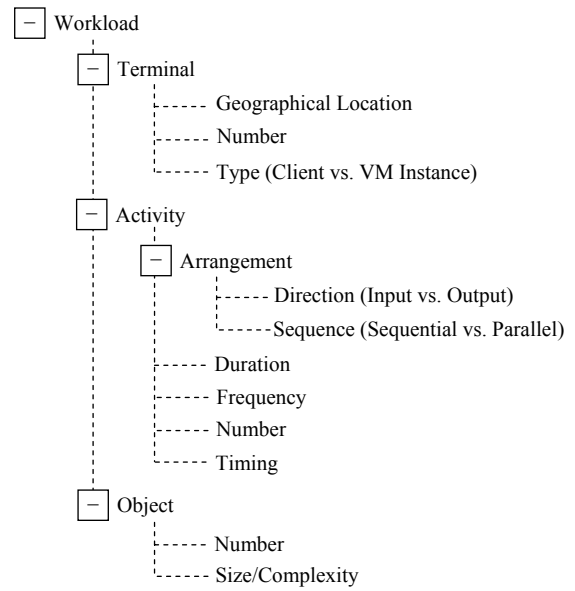 Workload
Terminal
Geographical Location
Number
Type (Client vs. VM Instance)
Activity
Arrangement
Direction (Input vs. Output)
Sequence (Sequential vs. Parallel)
Duration
Frequency
Number
Timing
Object
Number
Size/Complexity